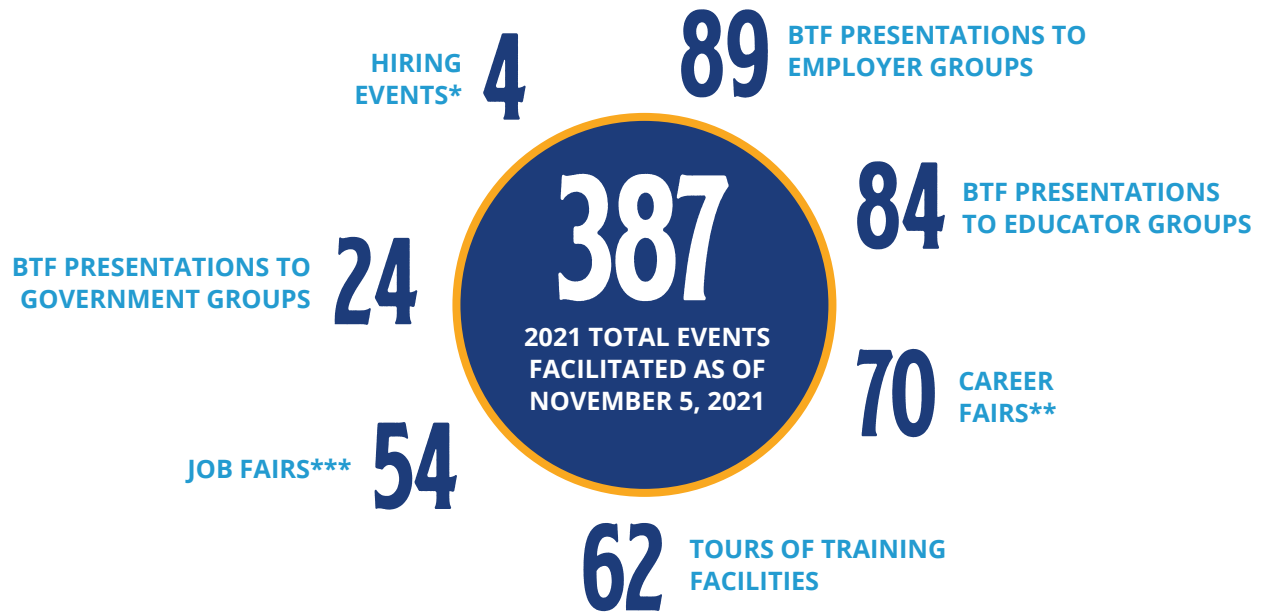 4
HIRING
EVENTS*
89
BTF PRESENTATIONS TO
EMPLOYER GROUPS
84
BTF PRESENTATIONS
TO EDUCATOR GROUPS
70
CAREER
FAIRS**
62
TOURS OF TRAINING
FACILITIES
54
JOB FAIRS***
24
BTF PRESENTATIONS TO
GOVERNMENT GROUPS
387
2021 TOTAL EVENTS
FACILITATED AS OF
NOVEMBER 5, 2021